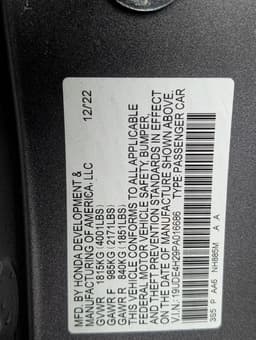 MFD. BY HONDA DEVELOPMENT &
MANUFACTURING OF AMERICA, LLC 12/22
GVWR 1815KG(4001LBS)
GAWR F 985KG(2171LBS)
GAWR R 840KG(1851LBS)
THIS VEHICLE CONFORMS TO ALL APPLICABLE
FEDERAL MOTOR VEHICLE SAFETY, BUMPER,
AND THEFT PREVENTION STANDARDS IN EFFECT
ON THE DATE OF MANUFACTURE SHOWN ABOVE.
V.I.N.: 19UDE4H29PA016686 TYPE:PASSENGER CAR
3S5 P AA6 NH885M A A